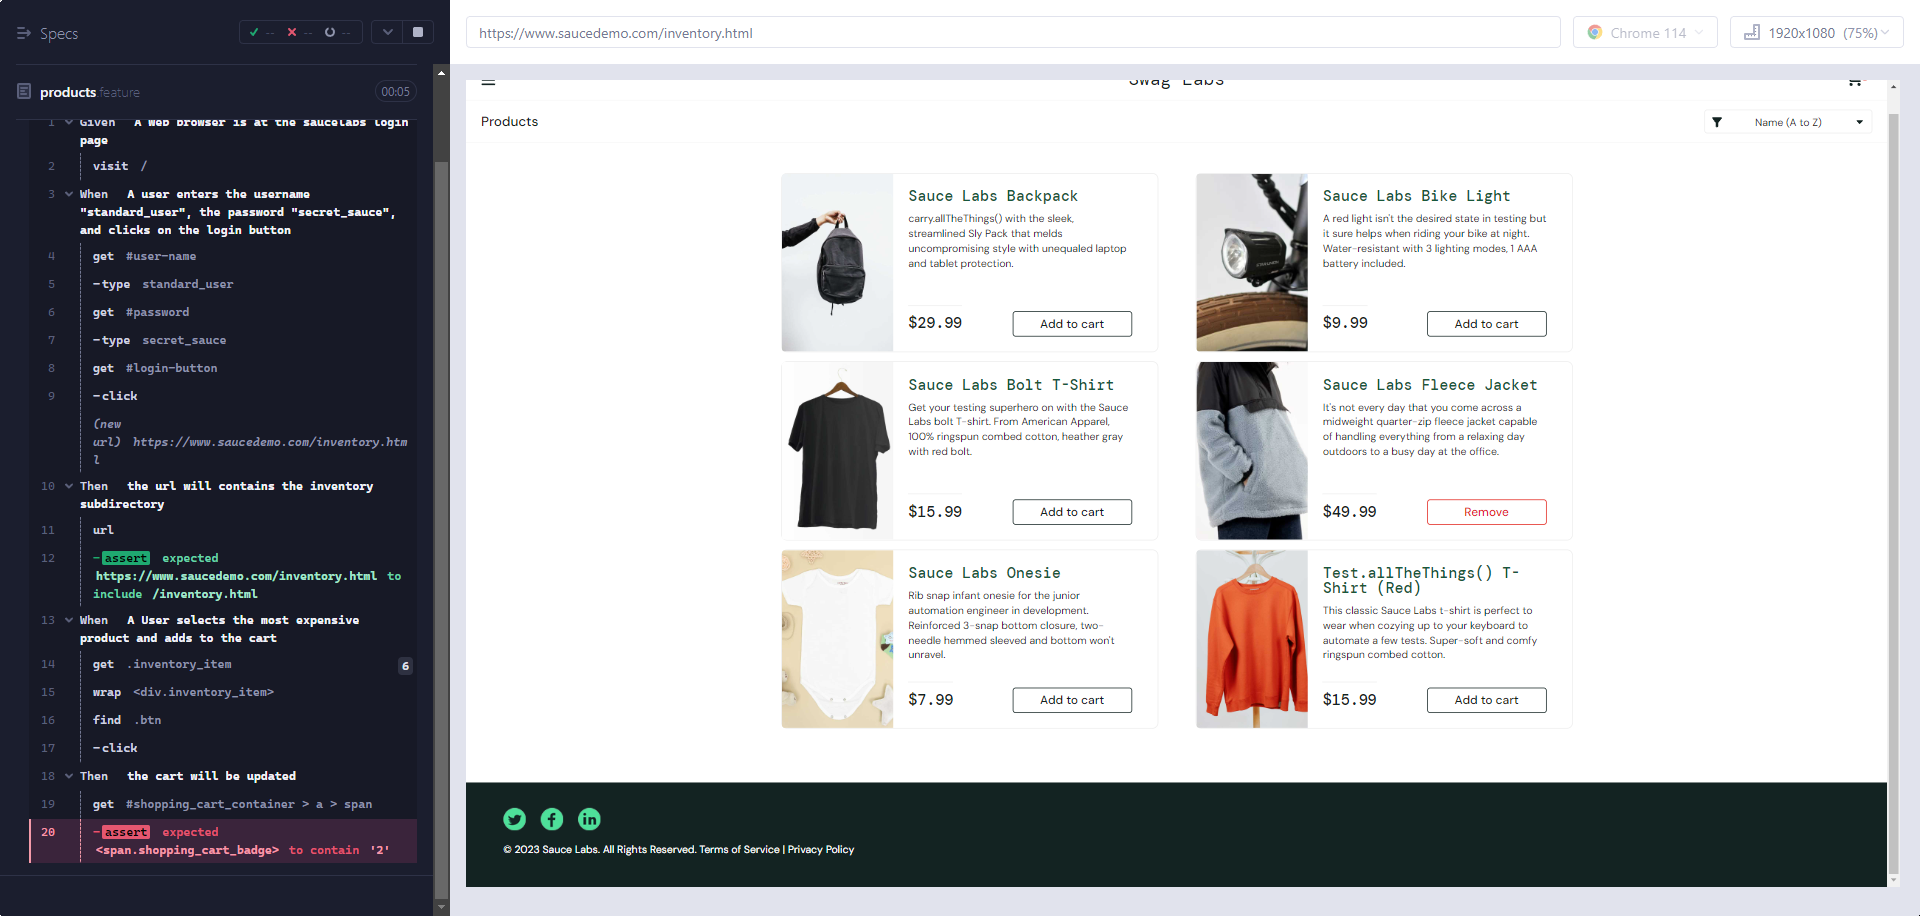 Specs
-- -- --
products.feature 00:05
1 Given A web browser is at the saucelabs login
page
2 visit /
3 When A user enters the username
"standard_user", the password "secret_sauce",
and clicks on the login button
4 get #user-name
5 -type standard_user
6 get #password
7 -type secret_sauce
8 get #login-button
9 -click
(new
url) https://www.saucedemo.com/inventory.htm
l
10 Then the url will contains the inventory
subdirectory
11 url
12 -assert expected
https://www.saucedemo.com/inventory.html to
include /inventory.html
13 When A User selects the most expensive
product and adds to the cart
14 get .inventory_item 6
15 wrap <div.inventory_item>
16 find .btn
17 -click
18 Then the cart will be updated
19 get #shopping_cart_container > a > span
20 -assert expected
<span.shopping_cart_badge> to contain '2'
https://www.saucedemo.com/inventory.html
Chrome 114
1920x1080 (75%)
Swag Labs
Products
Name (A to Z)
Sauce Labs Backpack
carry.allTheThings() with the sleek,
streamlined Sly Pack that melds
uncompromising style with unequaled laptop
and tablet protection.
$29.99
Add to cart
Sauce Labs Bike Light
A red light isn't the desired state in testing but
it sure helps when riding your bike at night.
Water-resistant with 3 lighting modes, 1 AAA
battery included.
$9.99
Add to cart
Sauce Labs Bolt T-Shirt
Get your testing superhero on with the Sauce
Labs bolt T-shirt. From American Apparel,
100% ringspun combed cotton, heather gray
with red bolt.
$15.99
Add to cart
Sauce Labs Fleece Jacket
It's not every day that you come across a
midweight quarter-zip fleece jacket capable
of handling everything from a relaxing day
outdoors to a busy day at the office.
$49.99
Remove
Sauce Labs Onesie
Rib snap infant onesie for the junior
automation engineer in development.
Reinforced 3-snap bottom closure, two-
needle hemmed sleeved and bottom won't
unravel.
$7.99
Add to cart
Test.allTheThings() T-
Shirt (Red)
This classic Sauce Labs t-shirt is perfect to
wear when cozying up to your keyboard to
automate a few tests. Super-soft and comfy
ringspun combed cotton.
$15.99
Add to cart
© 2023 Sauce Labs. All Rights Reserved. Terms of Service | Privacy Policy